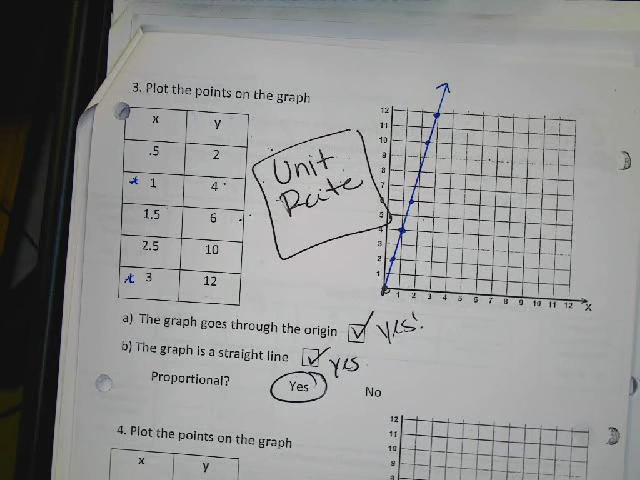 3. Plot the points on the graph
x y
.5 2
* 1 4
1.5 6
2.5 10
* 3 12
Unit
Rate
12
11
10
9
8
7
6
5
4
3
2
1
0
1 2 3 4 5 6 7 8 9 10 11 12 X
a) The graph goes through the origin ✓ yes!
b) The graph is a straight line ✓ yes
Proportional? Yes No
4. Plot the points on the graph
x y
12
11
10
9
8